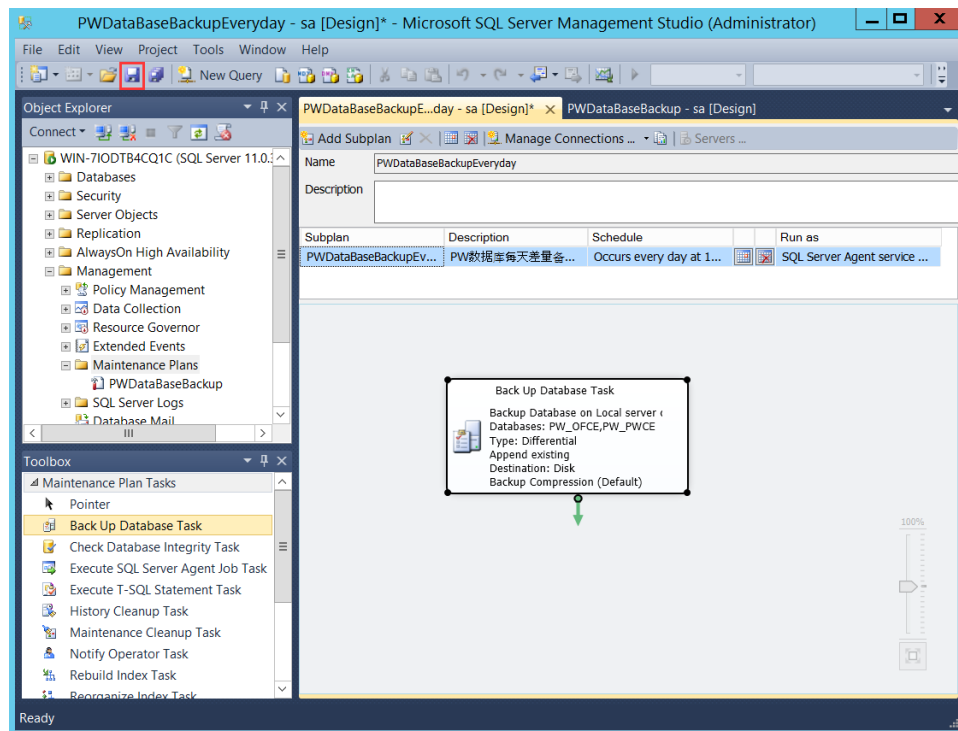 PWDataBaseBackupEveryday - sa [Design]* - Microsoft SQL Server Management Studio (Administrator)
File Edit View Project Tools Window Help
New Query
Object Explorer
Connect
WIN-7IODTB4CQ1C (SQL Server 11.0.
Databases
Security
Server Objects
Replication
AlwaysOn High Availability
Management
Policy Management
Data Collection
Resource Governor
Extended Events
Maintenance Plans
PWDataBaseBackup
SQL Server Logs
Database Mail
Toolbox
Maintenance Plan Tasks
Pointer
Back Up Database Task
Check Database Integrity Task
Execute SQL Server Agent Job Task
Execute T-SQL Statement Task
History Cleanup Task
Maintenance Cleanup Task
Notify Operator Task
Rebuild Index Task
Reorganize Index Task
PWDataBaseBackupE...day - sa [Design]* PWDataBaseBackup - sa [Design]
Add Subplan Manage Connections ... Servers ...
Name PWDataBaseBackupEveryday
Description
Subplan Description Schedule Run as
PWDataBaseBackupEv... PW数据库每天差量备... Occurs every day at 1... SQL Server Agent service ...
Back Up Database Task
Backup Database on Local server
Databases: PW_OFCE,PW_PWCE
Type: Differential
Append existing
Destination: Disk
Backup Compression (Default)
100%
Ready